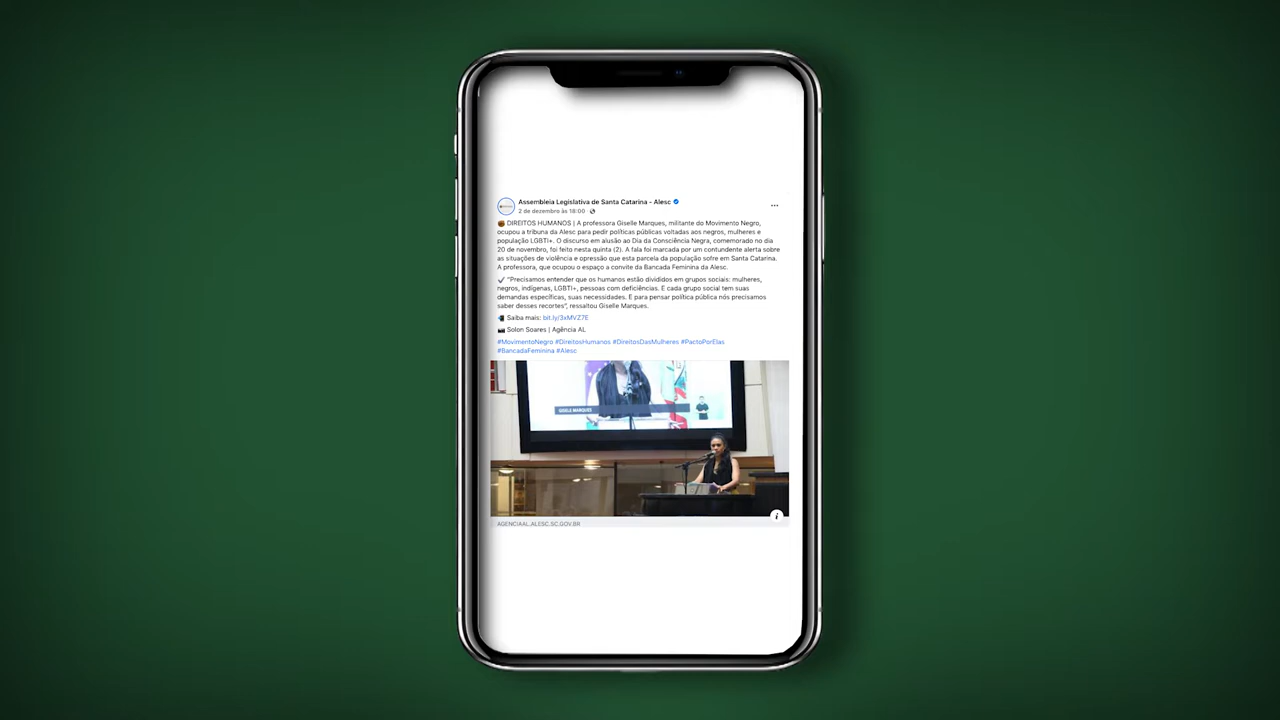 Assembleia Legislativa de Santa Catarina - Alesc
2 de dezembro às 18:00
DIREITOS HUMANOS | A professora Giselle Marques, militante do Movimento Negro,
ocupou a tribuna da Alesc para pedir políticas públicas voltadas aos negros, mulheres e
população LGBTI+. O discurso em alusão ao Dia da Consciência Negra, comemorado no dia
20 de novembro, foi feito nesta quinta (2). A fala foi marcada por um contundente alerta sobre
as situações de violência e opressão que esta parcela da população sofre em Santa Catarina.
A professora, que ocupou o espaço a convite da Bancada Feminina da Alesc.
"Precisamos entender que os humanos estão divididos em grupos sociais: mulheres,
negros, indígenas, LGBTI+, pessoas com deficiências. E cada grupo social tem suas
demandas específicas, suas necessidades. E para pensar política pública nós precisamos
saber desses recortes", ressaltou Giselle Marques.
Saiba mais: bit.ly/3xMVZ7E
Solon Soares | Agência AL
#MovimentoNegro #DireitosHumanos #DireitosDasMulheres #PactoPorElas
#BancadaFeminina #Alesc
GISELE MARQUES
AGENCIAAL.ALESC.SC.GOV.BR